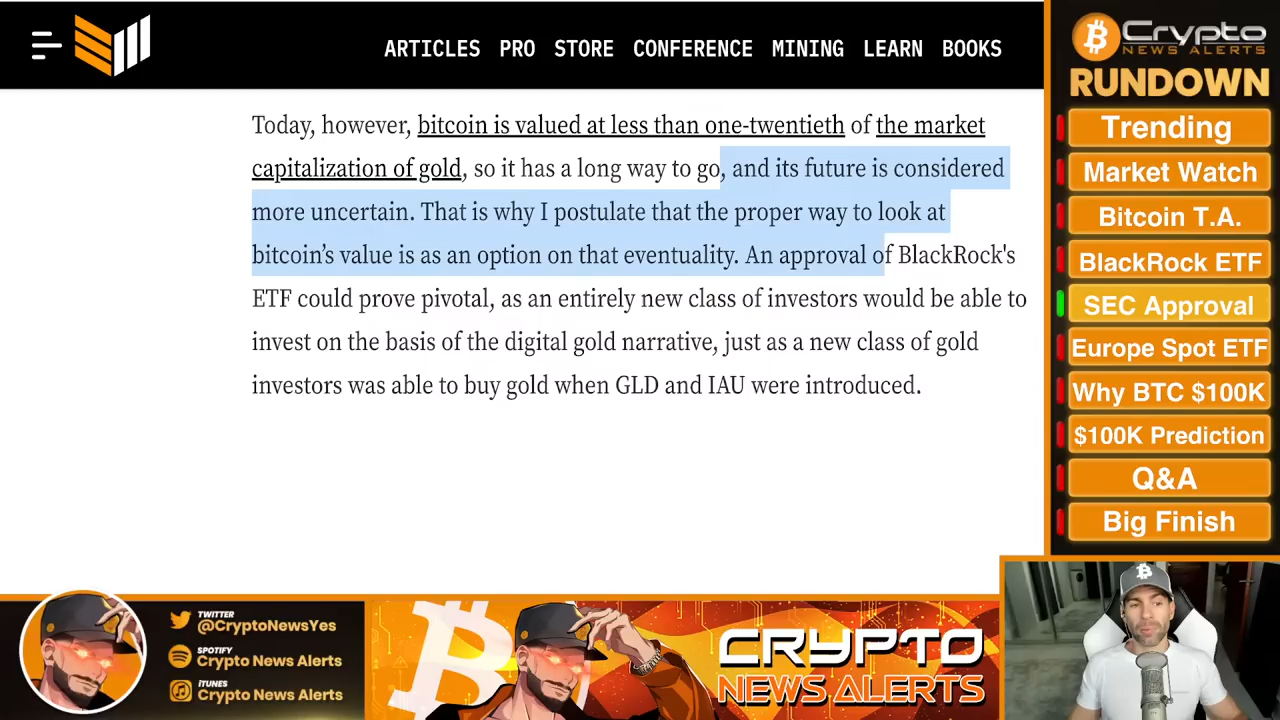 ARTICLES PRO STORE CONFERENCE MINING LEARN BOOKS
Today, however, bitcoin is valued at less than one-twentieth of the market
capitalization of gold, so it has a long way to go, and its future is considered
more uncertain. That is why I postulate that the proper way to look at
bitcoin’s value is as an option on that eventuality. An approval of BlackRock's
ETF could prove pivotal, as an entirely new class of investors would be able to
invest on the basis of the digital gold narrative, just as a new class of gold
investors was able to buy gold when GLD and IAU were introduced.
Crypto
NEWS ALERTS
RUNDOWN
Trending
Market Watch
Bitcoin T.A.
BlackRock ETF
SEC Approval
Europe Spot ETF
Why BTC $100K
$100K Prediction
Q&A
Big Finish
TWITTER
@CryptoNewsYes
SPOTIFY
Crypto News Alerts
iTUNES
Crypto News Alerts
CRYPTO
NEWS ALERTS